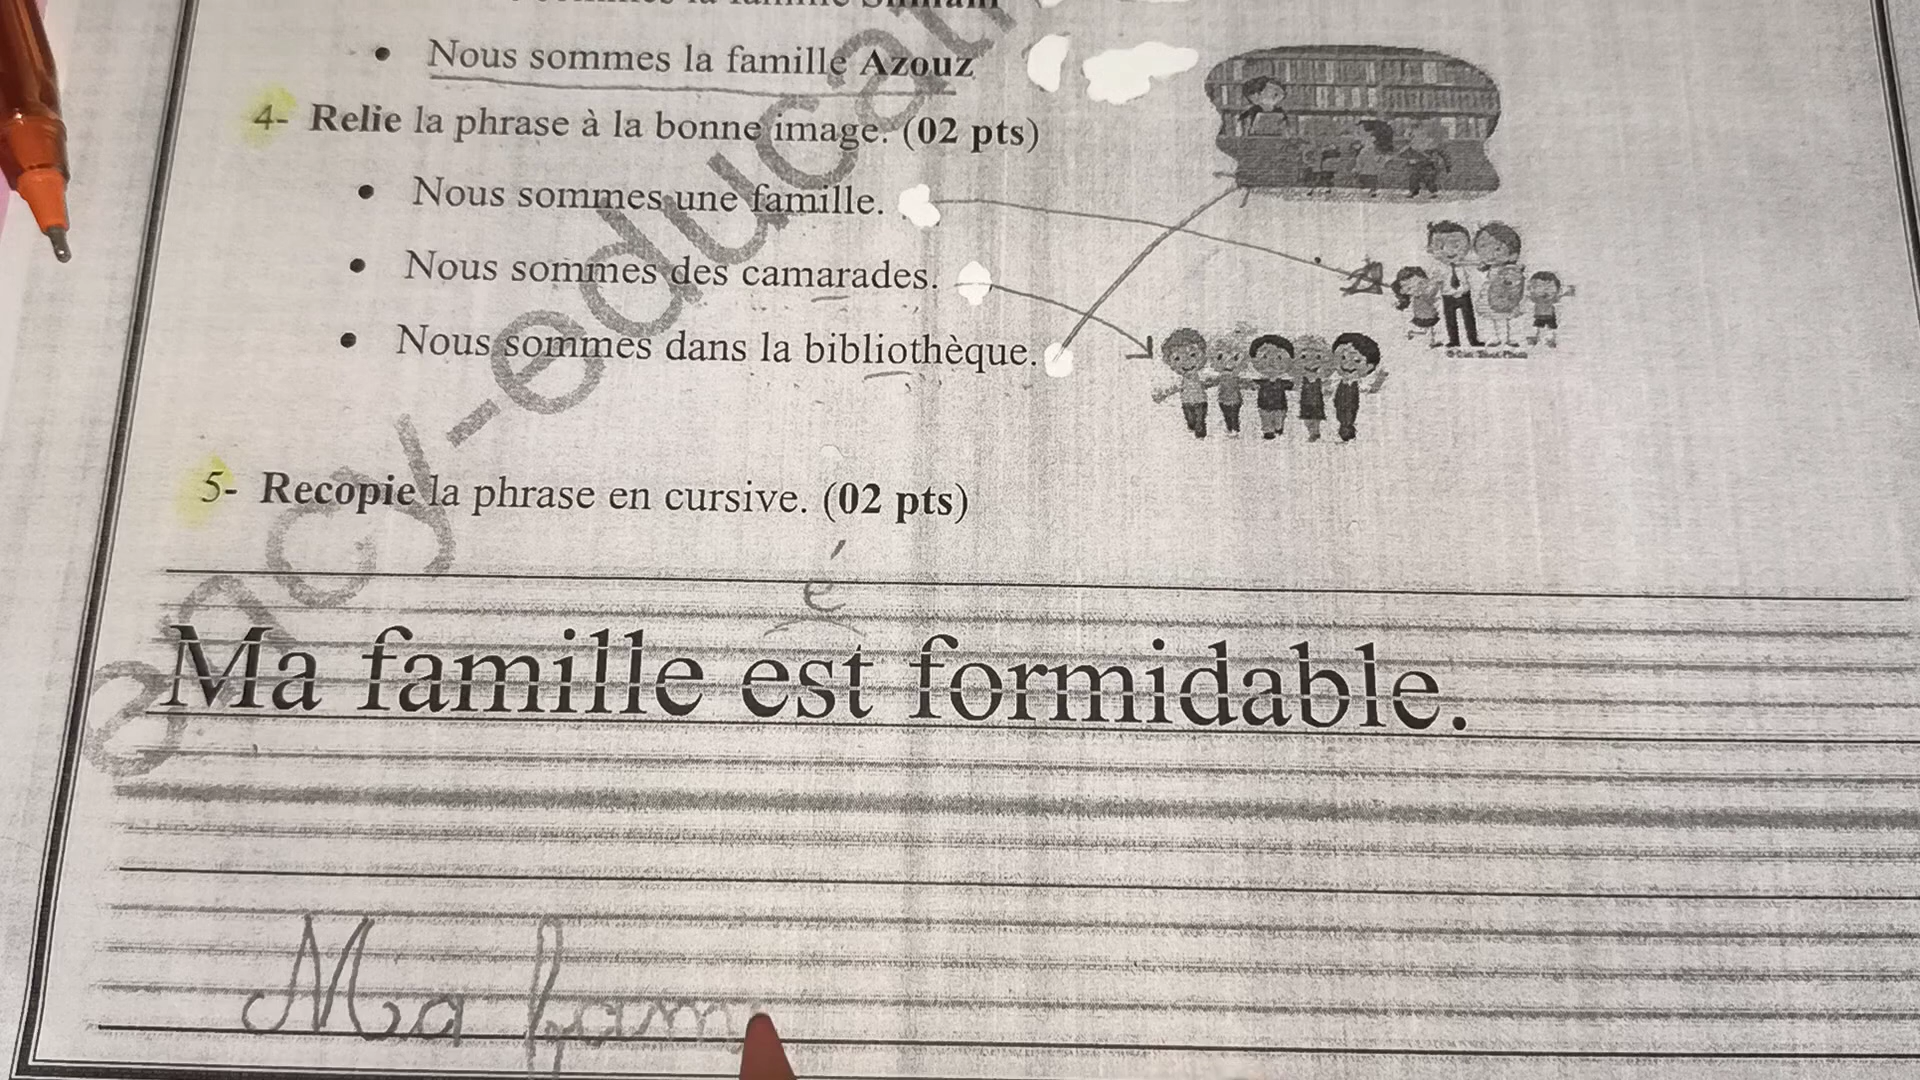 • Nous sommes la famille Azouz
4- Relie la phrase à la bonne image. (02 pts)
• Nous sommes une famille.
• Nous sommes des camarades.
• Nous sommes dans la bibliothèque.
5- Recopie la phrase en cursive. (02 pts)
é
Ma famille est formidable.
Ma fam
ency-educati